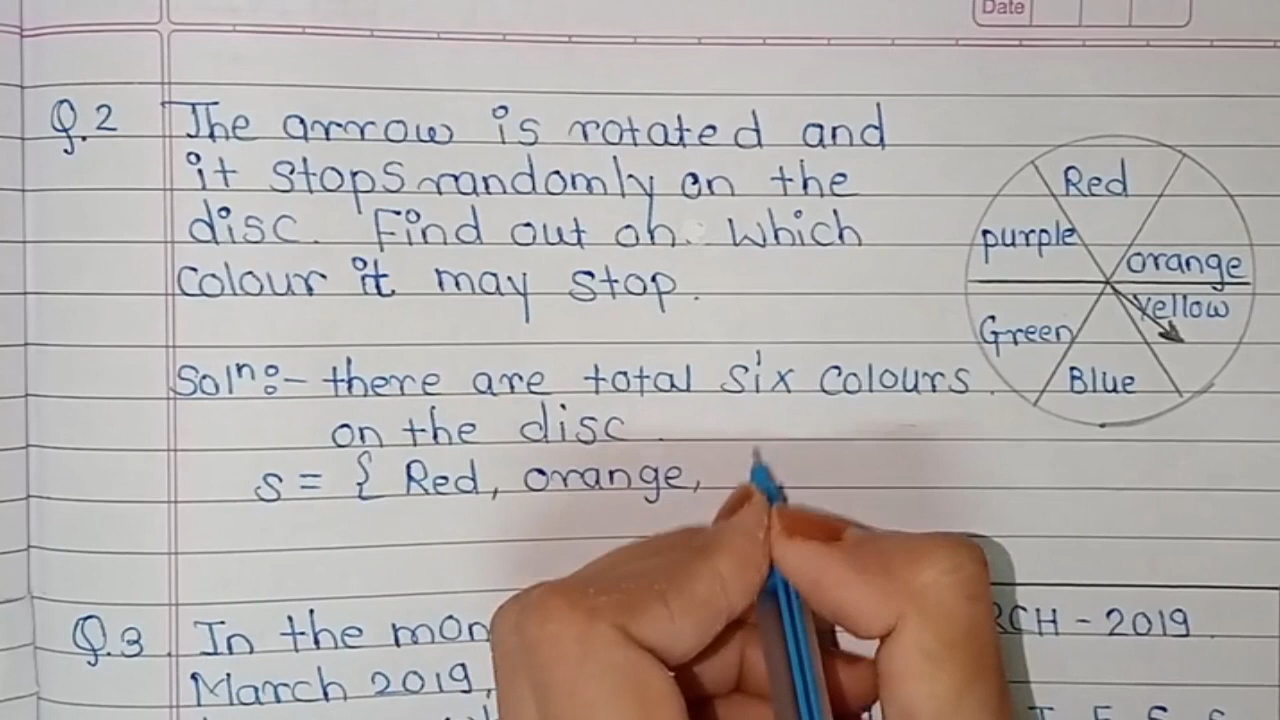 Date
Q.2 The arrow is rotated and
it stops randomly on the
disc. Find out on which
colour it may stop.
Red
purple
orange
Yellow
Green
Blue
Solⁿ:- there are total six colours
on the disc.
S = { Red, orange,
Q.3 In the mon
RCH - 2019
March 2019,